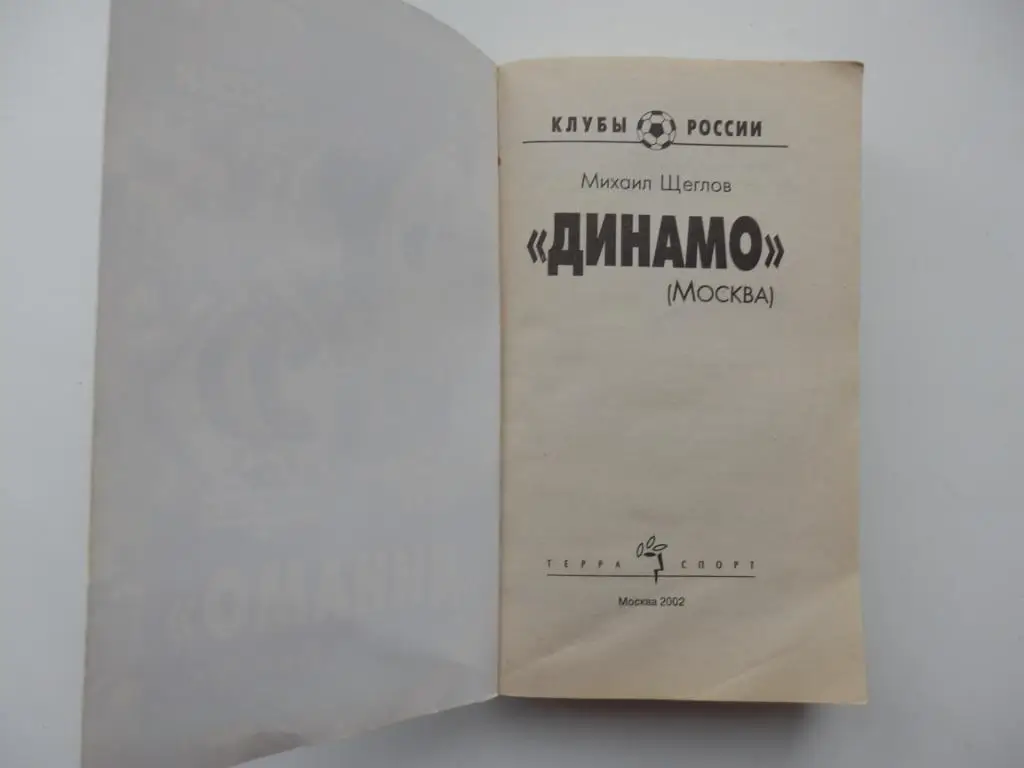 КЛУБЫ РОССИИ
Михаил Щеглов
«ДИНАМО»
(Москва)
ТЕРРА СПОРТ
Москва 2002